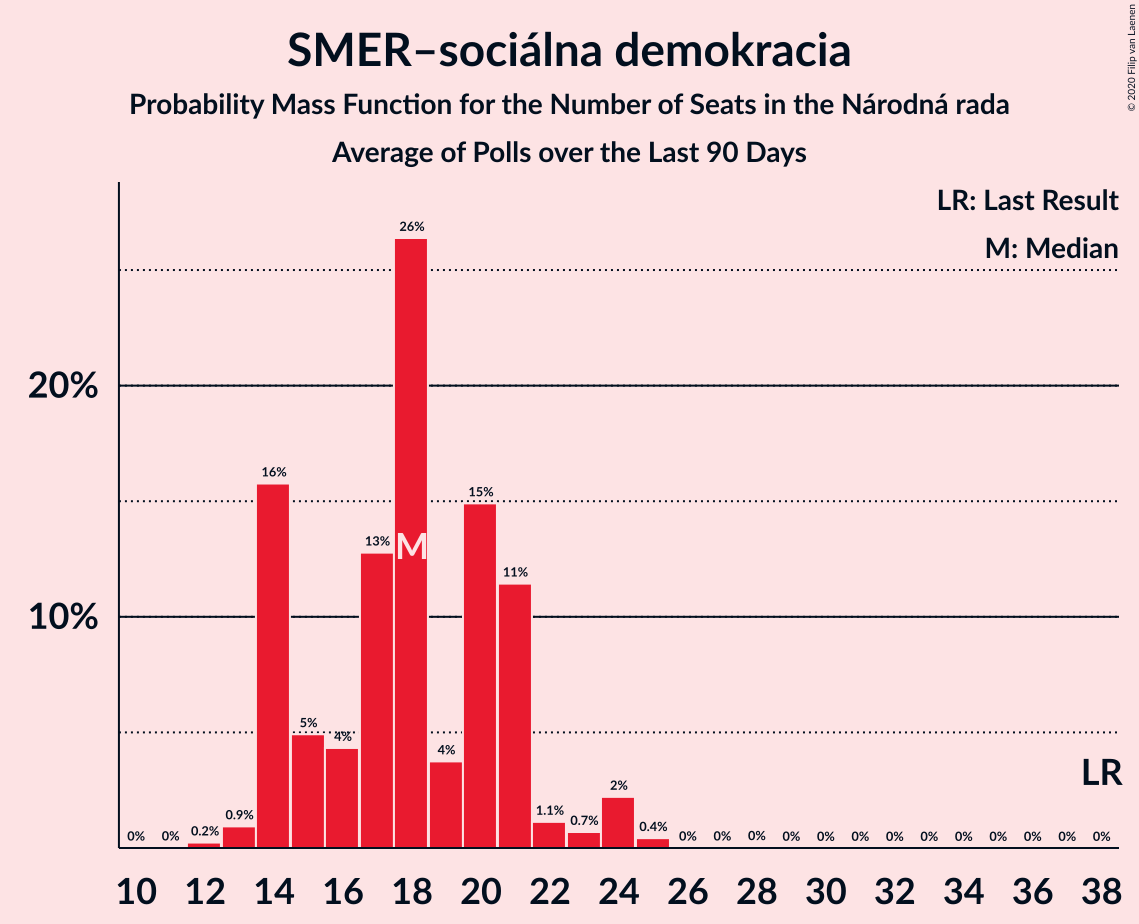 SMER–sociálna demokracia
Probability Mass Function for the Number of Seats in the Národná rada
Average of Polls over the Last 90 Days
© 2020 Filip van Laenen
LR: Last Result
M: Median
20%
10%
0% 0% 0.2% 0.9% 16% 5% 4% 13% 26% 4% 15% 11% 1.1% 0.7% 2% 0.4% 0% 0% 0% 0% 0% 0% 0% 0% 0% 0% 0% 0% 0%
M
LR
10 12 14 16 18 20 22 24 26 28 30 32 34 36 38